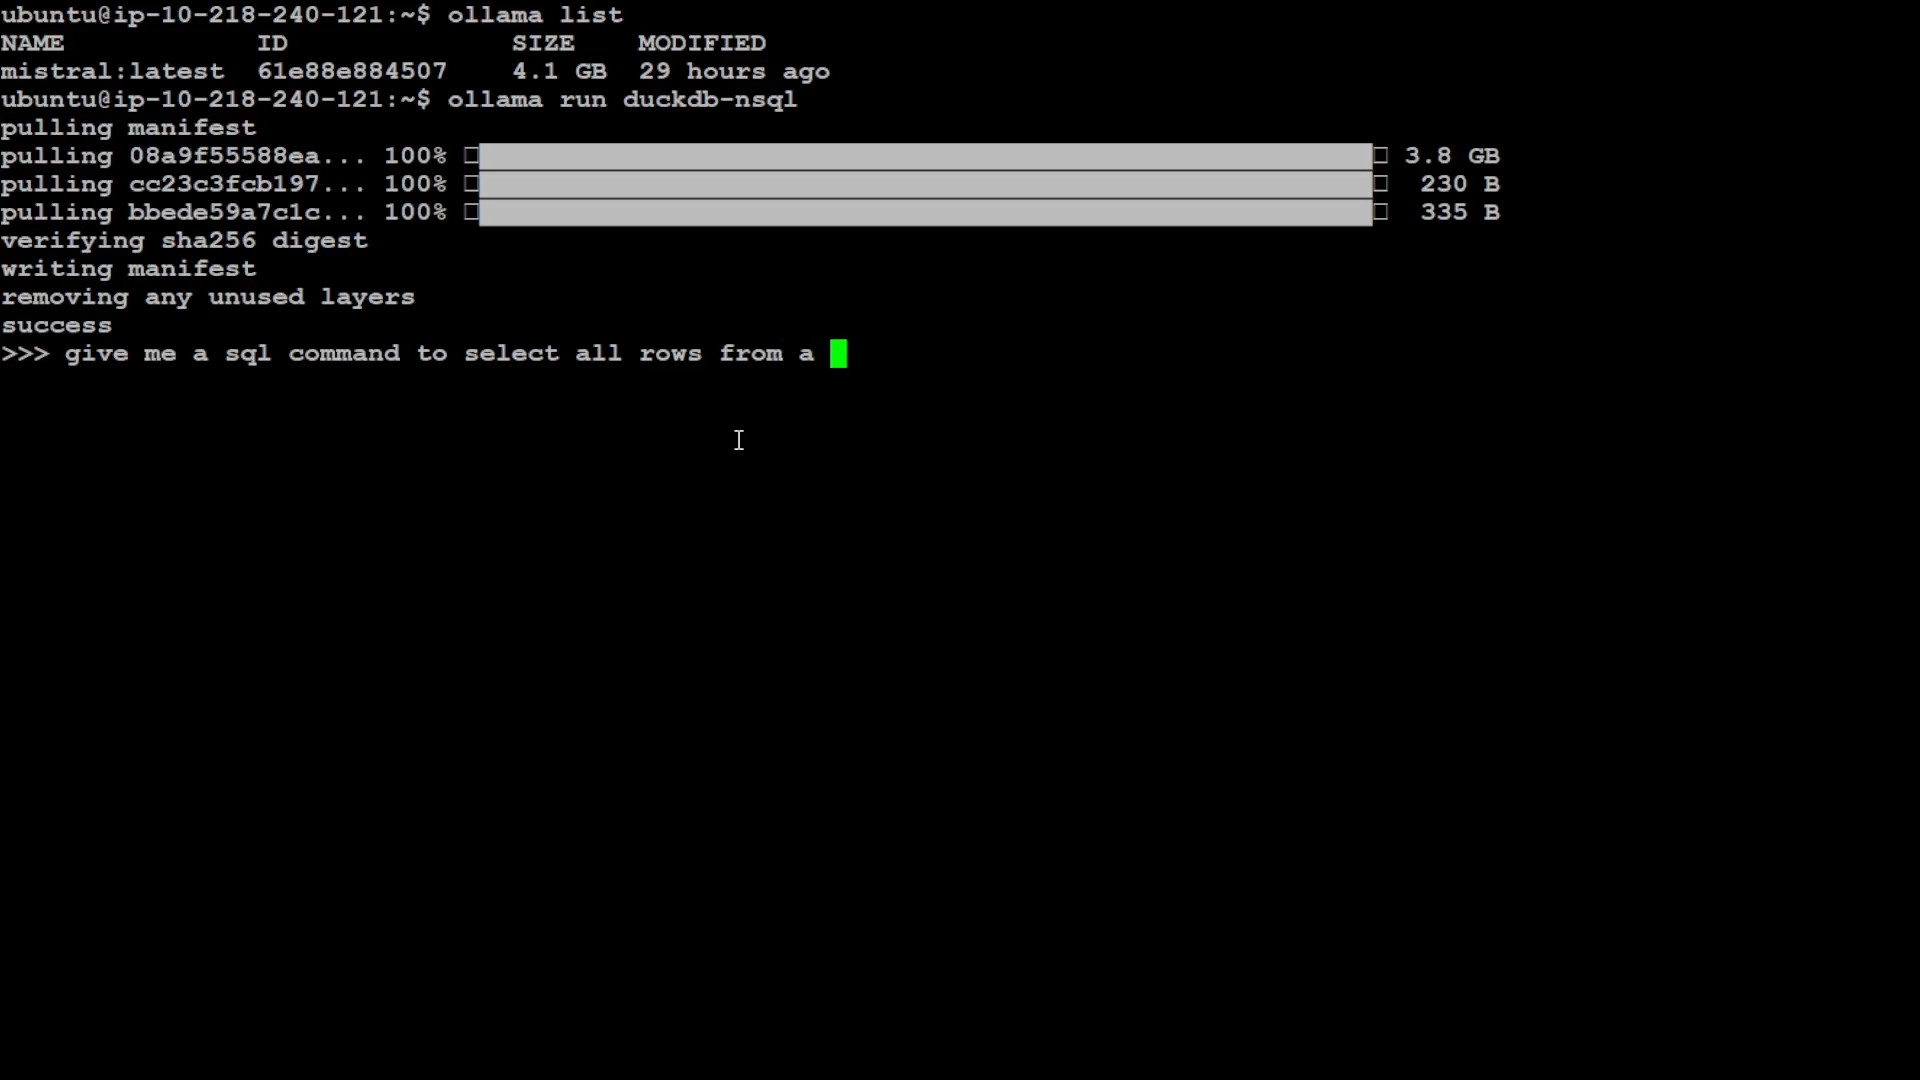 ubuntu@ip-10-218-240-121:~$ ollama list
NAME ID SIZE MODIFIED
mistral:latest 61e88e884507 4.1 GB 29 hours ago
ubuntu@ip-10-218-240-121:~$ ollama run duckdb-nsql
pulling manifest
pulling 08a9f55588ea... 100% 3.8 GB
pulling cc23c3fcb197... 100% 230 B
pulling bbede59a7c1c... 100% 335 B
verifying sha256 digest
writing manifest
removing any unused layers
success
>>> give me a sql command to select all rows from a